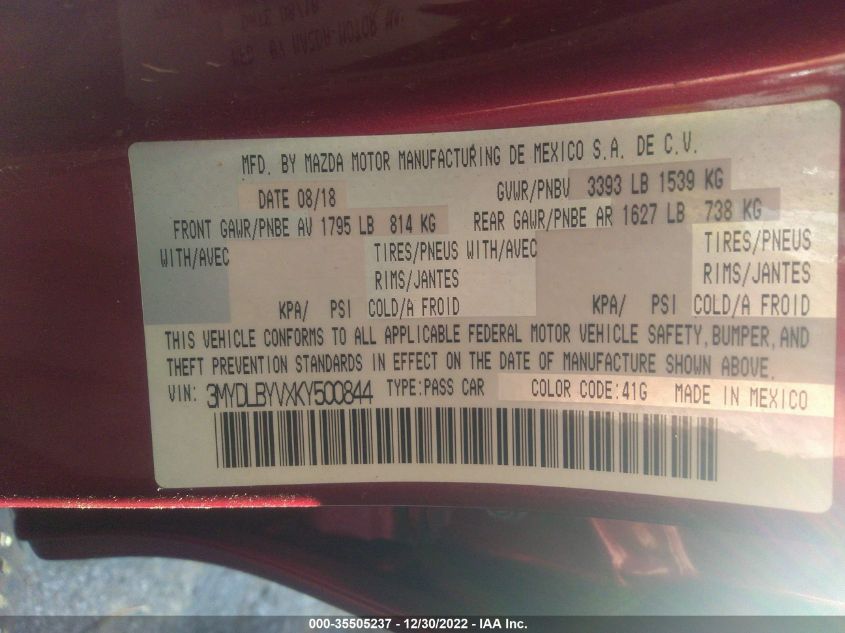 MFD. BY MAZDA MOTOR MANUFACTURING DE MEXICO S.A. DE C.V.
DATE 08/18 GVWR/PNBV 3393 LB 1539 KG
FRONT GAWR/PNBE AV 1795 LB 814 KG REAR GAWR/PNBE AR 1627 LB 738 KG
WITH/AVEC TIRES/PNEUS WITH/AVEC TIRES/PNEUS
RIMS/JANTES RIMS/JANTES
KPA/ PSI COLD/A FROID KPA/ PSI COLD/A FROID
THIS VEHICLE CONFORMS TO ALL APPLICABLE FEDERAL MOTOR VEHICLE SAFETY,BUMPER,AND
THEFT PREVENTION STANDARDS IN EFFECT ON THE DATE OF MANUFACTURE SHOWN ABOVE.
VIN: 3MYDLBYVXKY500844 TYPE:PASS CAR COLOR CODE:41G MADE IN MEXICO
000-35505237 - 12/30/2022 - IAA Inc.